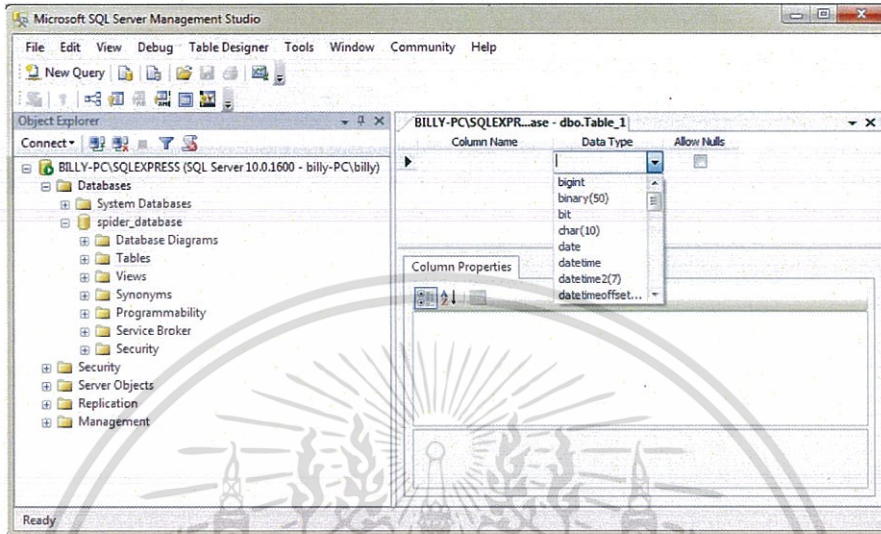 Microsoft SQL Server Management Studio
File Edit View Debug Table Designer Tools Window Community Help
New Query
Object Explorer
Connect
BILLY-PC\SQLEXPRESS (SQL Server 10.0.1600 - billy-PC\billy)
Databases
System Databases
spider_database
Database Diagrams
Tables
Views
Synonyms
Programmability
Service Broker
Security
Security
Server Objects
Replication
Management
BILLY-PC\SQLEXPR...ase - dbo.Table_1
Column Name Data Type Allow Nulls
bigint
binary(50)
bit
char(10)
date
datetime
datetime2(7)
datetimeoffset...
Column Properties
Ready